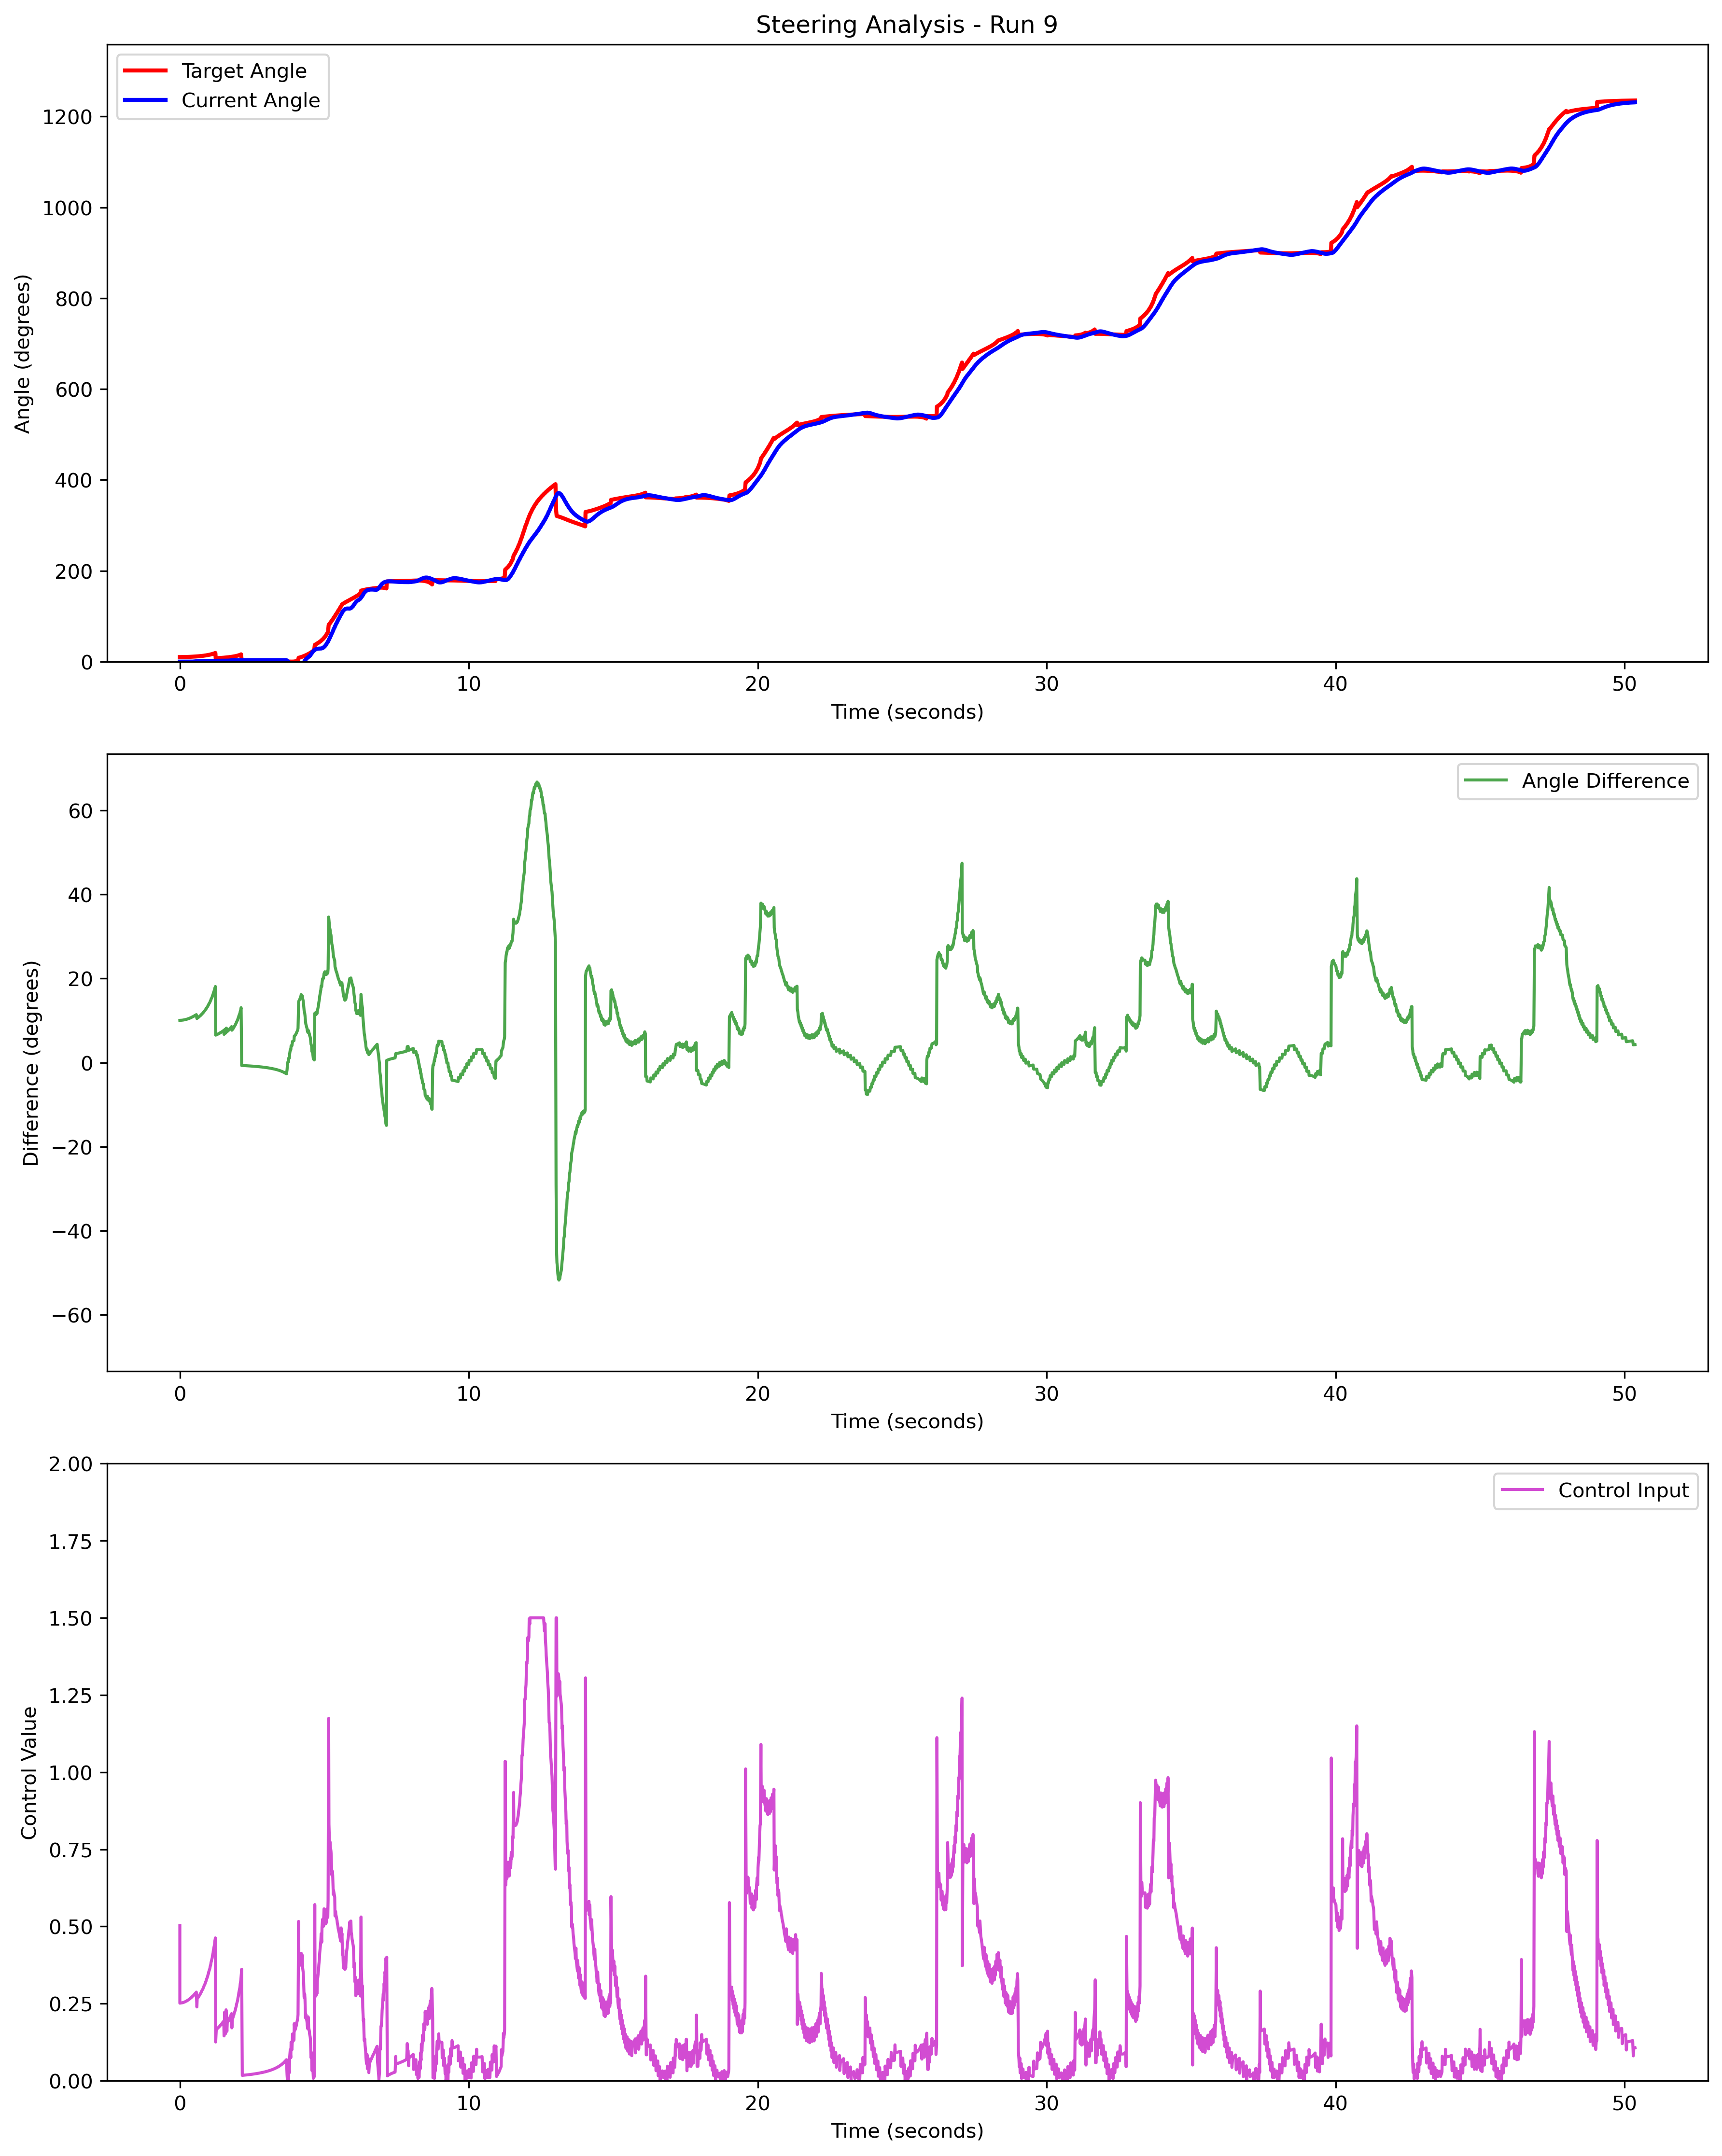 Steering Analysis - Run 9
Target Angle
Current Angle
Angle (degrees)
1200
1000
800
600
400
200
0
0 10 20 30 40 50
Time (seconds)
Angle Difference
Difference (degrees)
60
40
20
0
−20
−40
−60
0 10 20 30 40 50
Time (seconds)
Control Input
Control Value
2.00
1.75
1.50
1.25
1.00
0.75
0.50
0.25
0.00
0 10 20 30 40 50
Time (seconds)